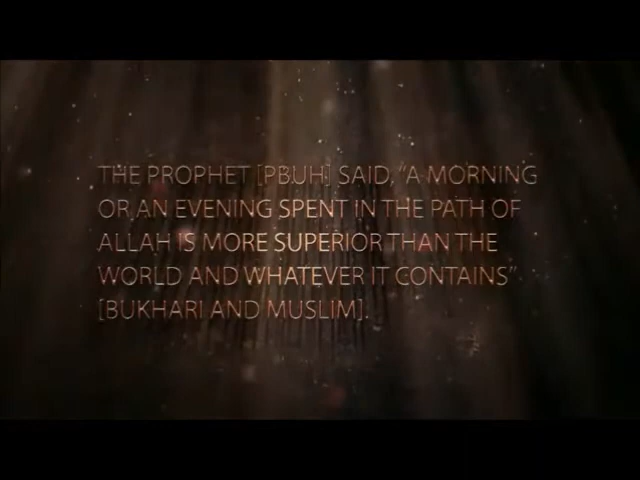 THE PROPHET [PBUH] SAID, "A MORNING
OR AN EVENING SPENT IN THE PATH OF
ALLAH IS MORE SUPERIOR THAN THE
WORLD AND WHATEVER IT CONTAINS"
[BUKHARI AND MUSLIM].